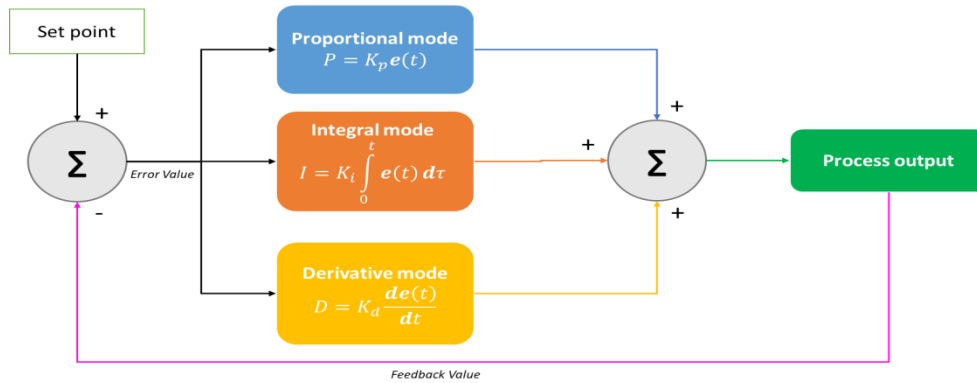 Set point
+
Σ
-
Error Value
Proportional mode
P = K_p e(t)
Integral mode
I = K_i ∫_0^t e(t) dτ
Derivative mode
D = K_d de(t)/dt
+
+
+
Σ
Process output
Feedback Value